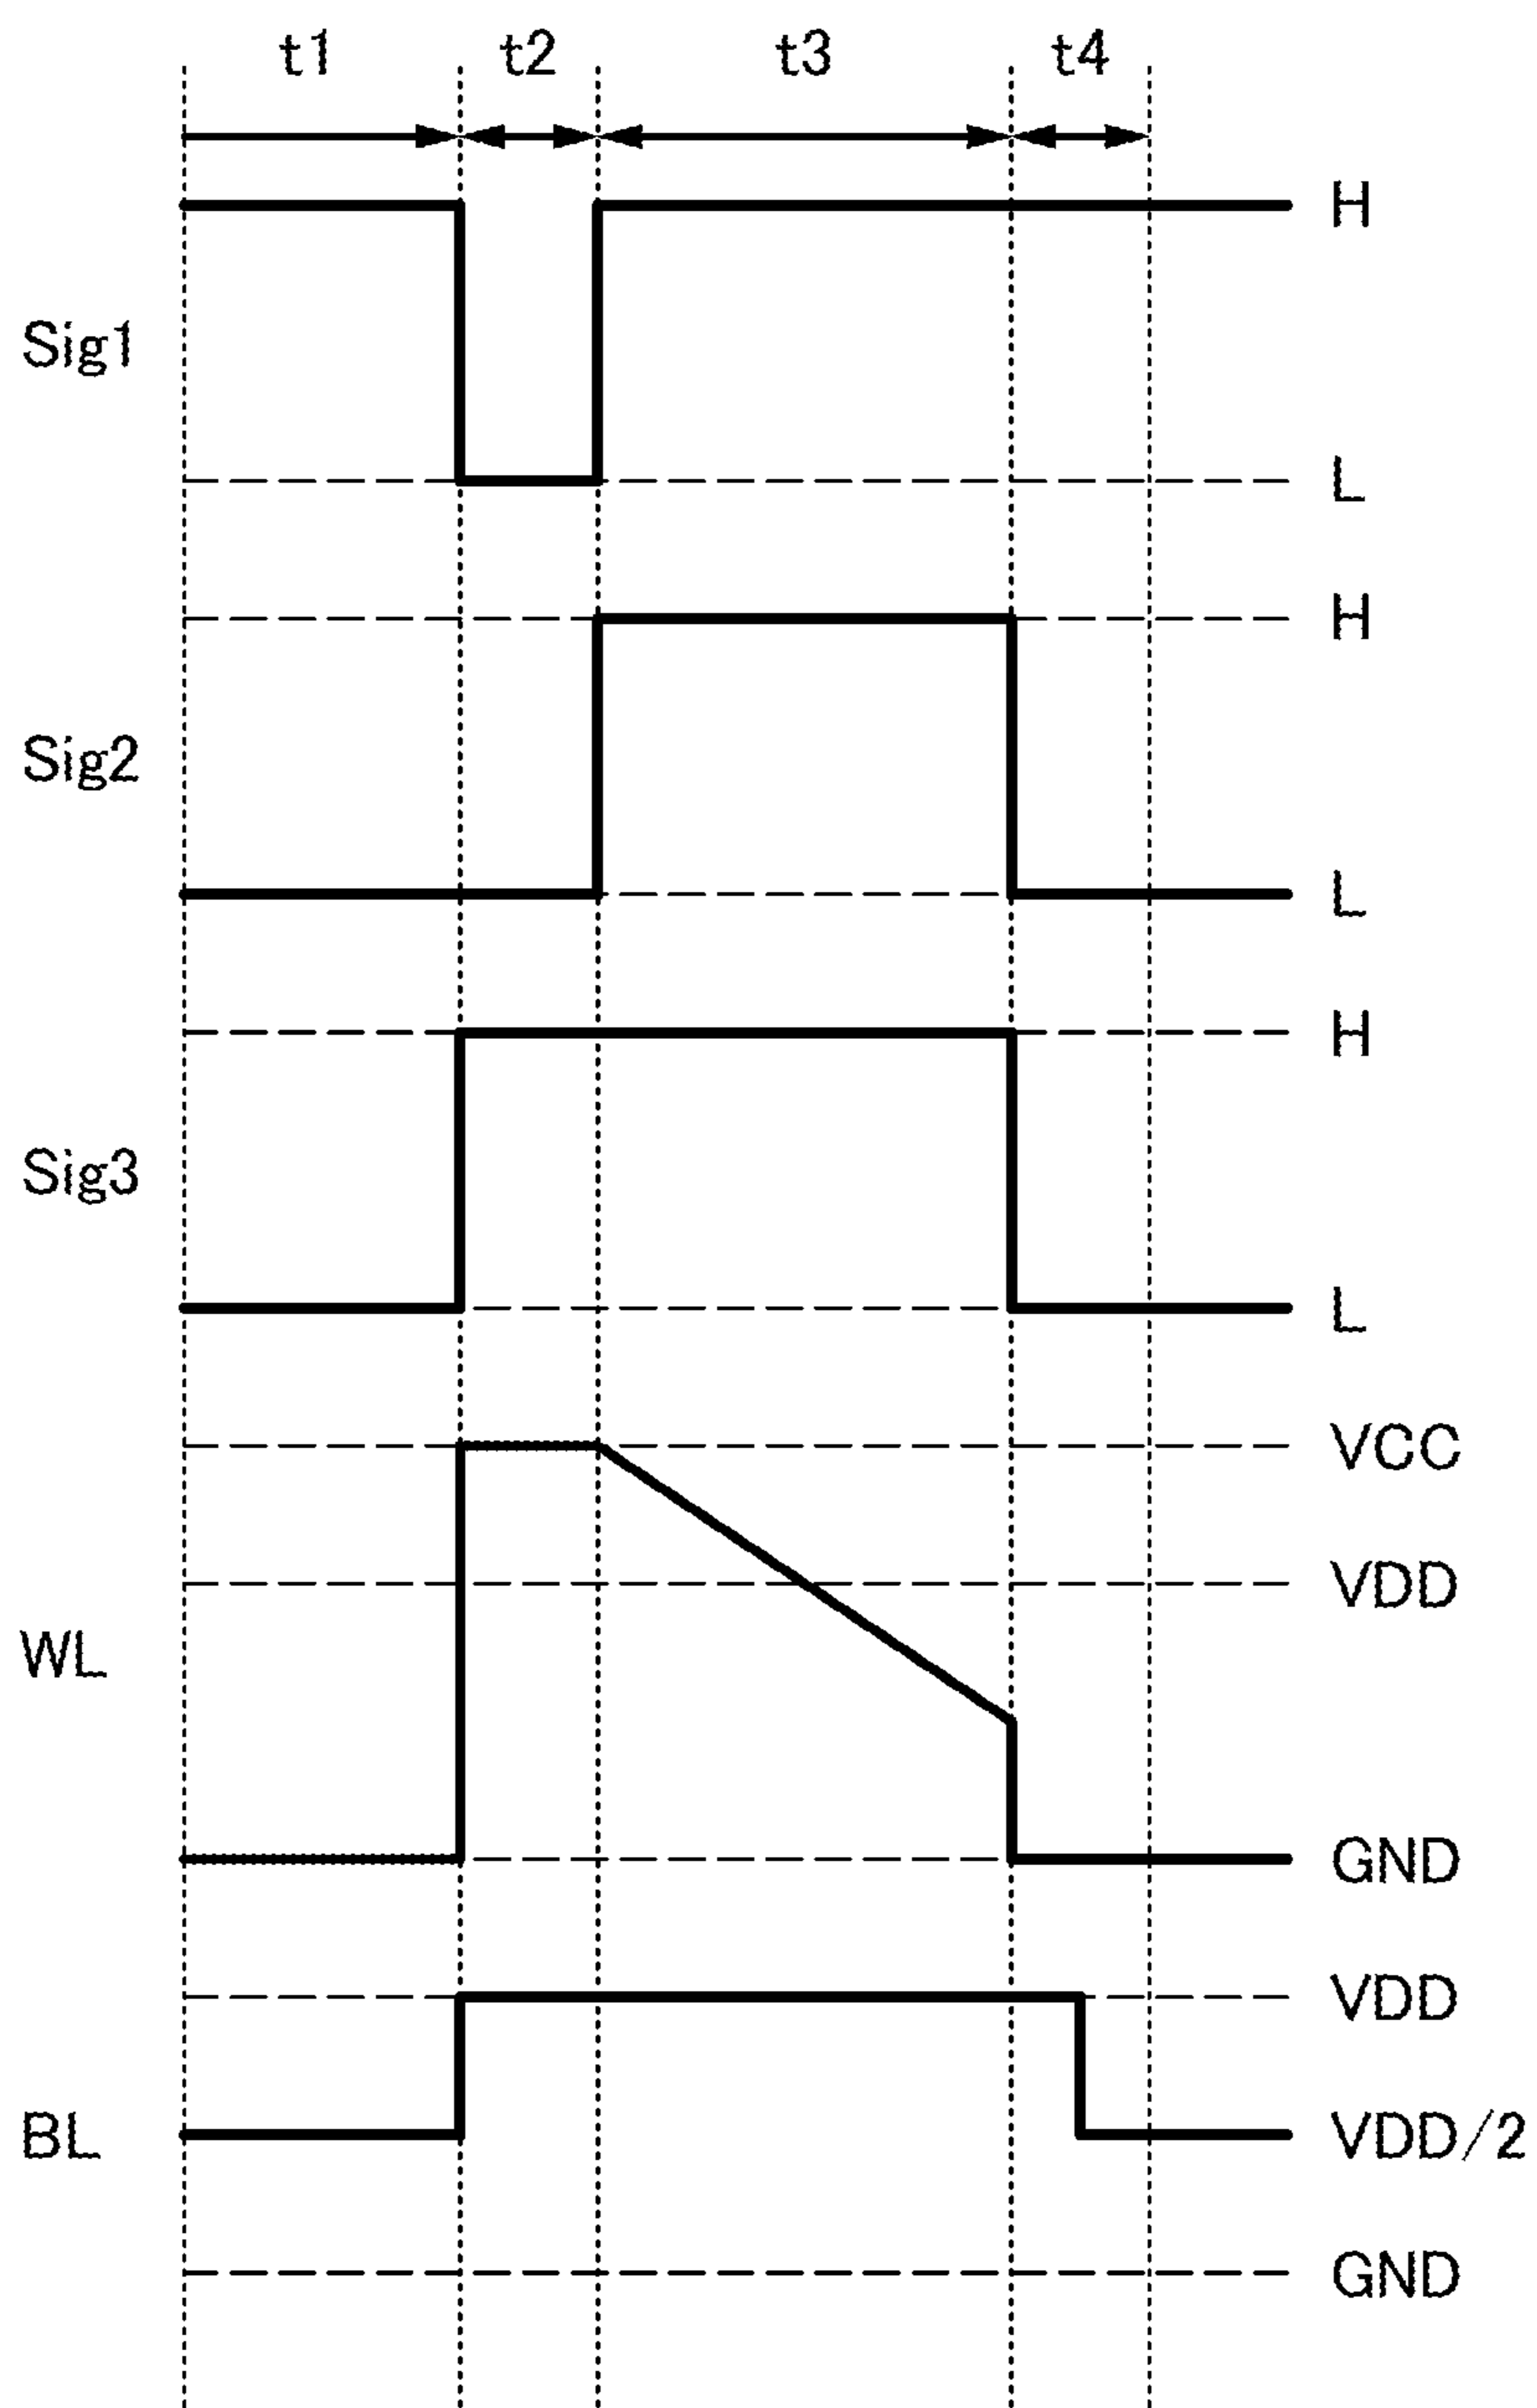 t1 t2 t3 t4
H
Sig1
L
H
Sig2
L
H
Sig3
L
VCC
VDD
WL
GND
VDD
BL VDD/2
GND